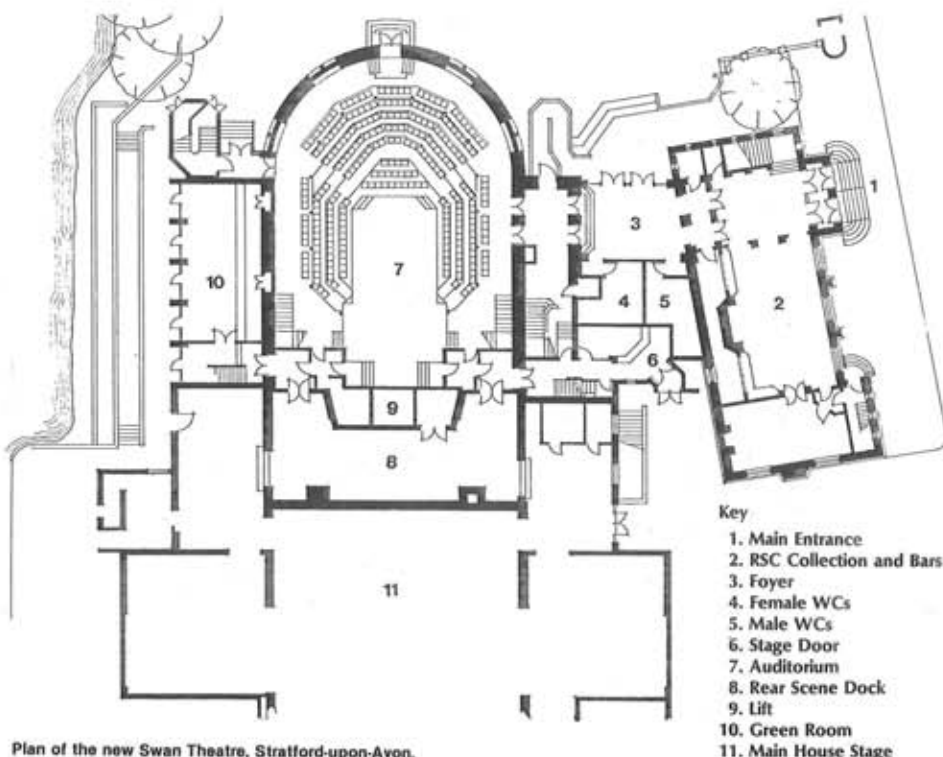 1
2
3
4
5
6
7
8
9
10
11
Key
1. Main Entrance
2. RSC Collection and Bars
3. Foyer
4. Female WCs
5. Male WCs
6. Stage Door
7. Auditorium
8. Rear Scene Dock
9. Lift
10. Green Room
11. Main House Stage
Plan of the new Swan Theatre, Stratford-upon-Avon.